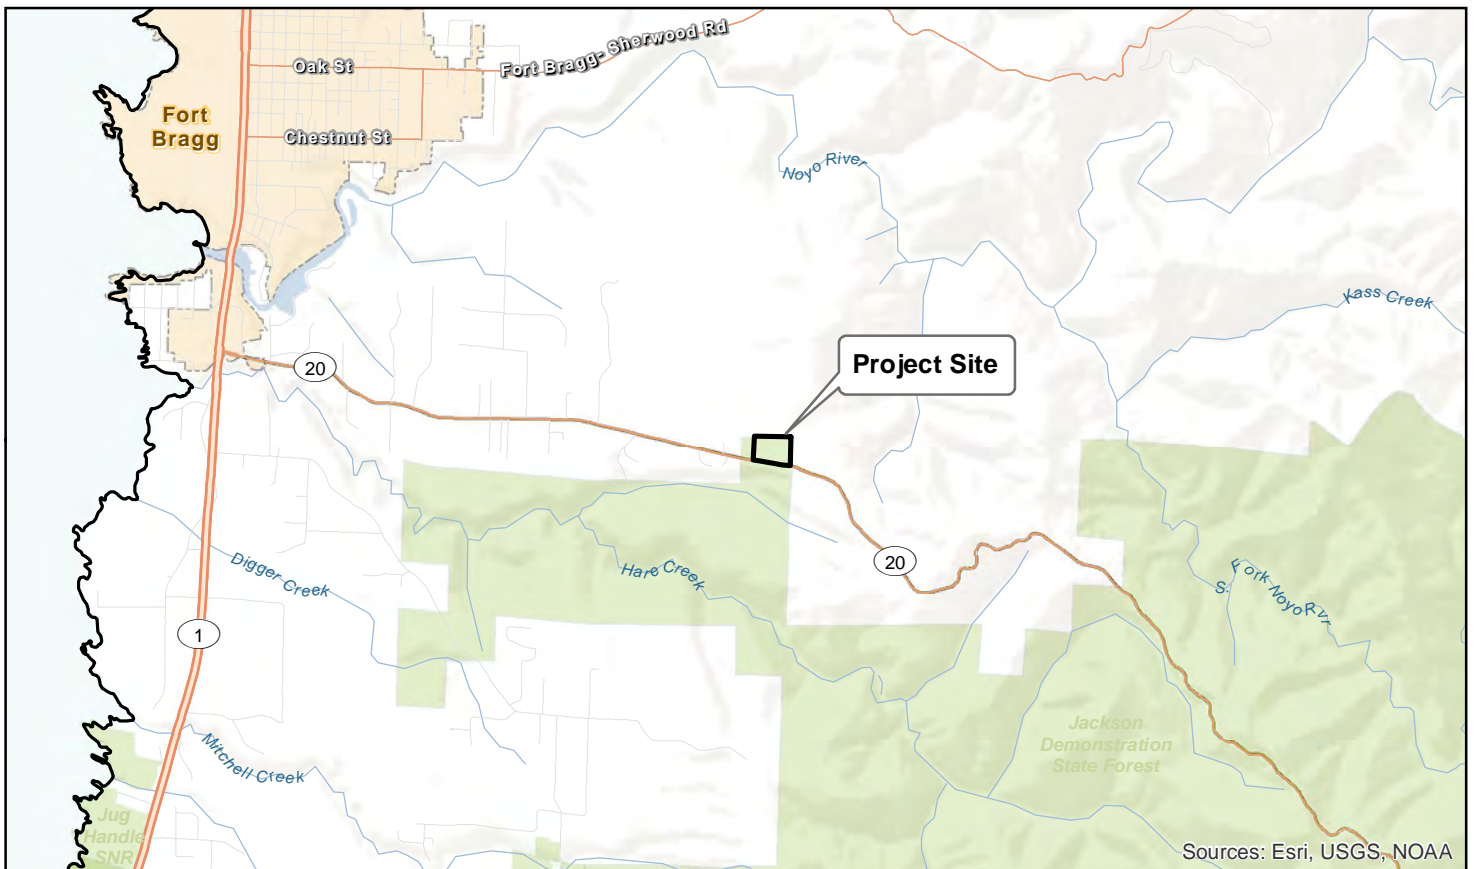 Oak St
Fort Bragg- Sherwood Rd
Fort
Bragg
Chestnut St
Noyo River
Kass Creek
Project Site
20
20
Digger Creek
Hare Creek
S. Fork Noyo Rvr
1
Jackson
Demonstration
State Forest
Mitchell Creek
Jug
Handle
SNR
Sources: Esri, USGS, NOAA